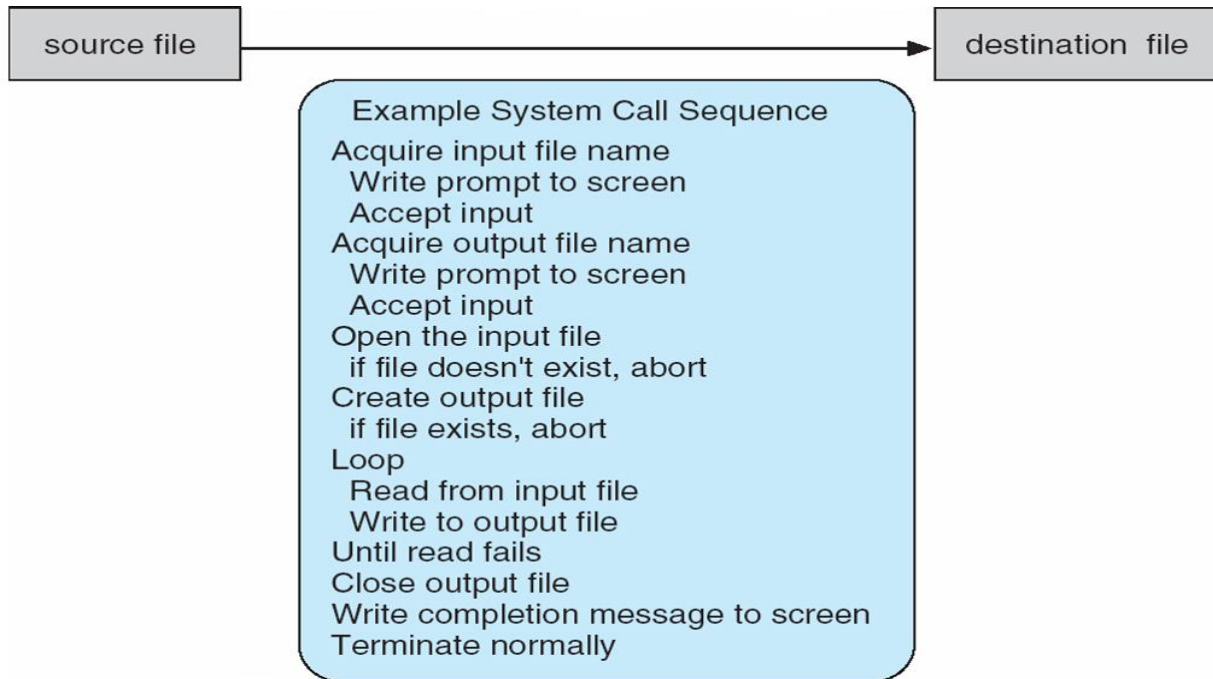 source file
destination file
Example System Call Sequence
Acquire input file name
Write prompt to screen
Accept input
Acquire output file name
Write prompt to screen
Accept input
Open the input file
if file doesn't exist, abort
Create output file
if file exists, abort
Loop
Read from input file
Write to output file
Until read fails
Close output file
Write completion message to screen
Terminate normally